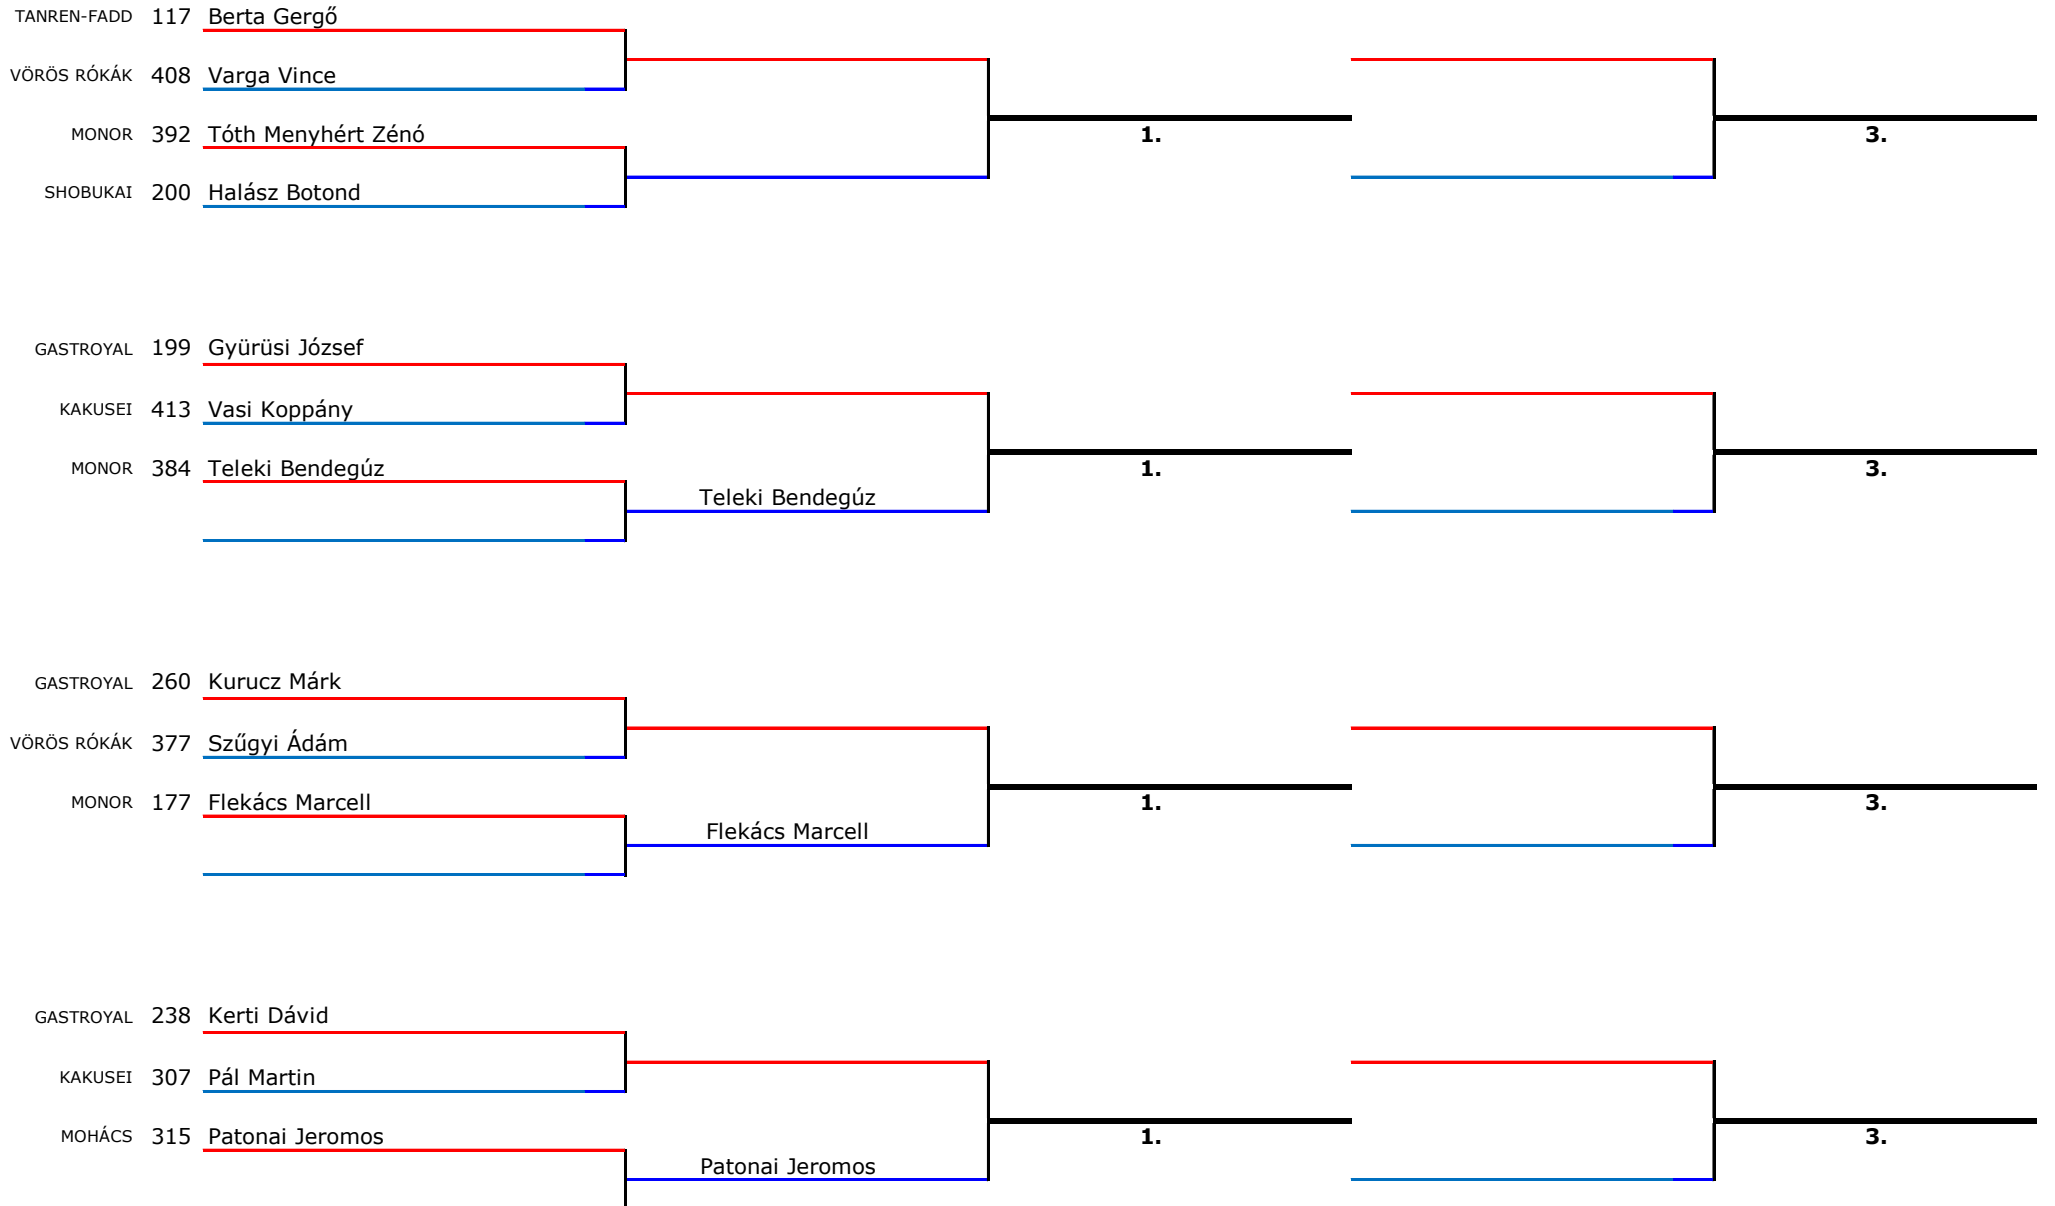 TANREN-FADD 117 Berta Gergő
VÖRÖS RÓKÁK 408 Varga Vince
MONOR 392 Tóth Menyhért Zénó 1. 3.
SHOBUKAI 200 Halász Botond
GASTROYAL 199 Gyürüsi József
KAKUSEI 413 Vasi Koppány
MONOR 384 Teleki Bendegúz 1. 3.
Teleki Bendegúz
GASTROYAL 260 Kurucz Márk
VÖRÖS RÓKÁK 377 Szűgyi Ádám
MONOR 177 Flekács Marcell 1. 3.
Flekács Marcell
GASTROYAL 238 Kerti Dávid
KAKUSEI 307 Pál Martin
MOHÁCS 315 Patonai Jeromos 1. 3.
Patonai Jeromos